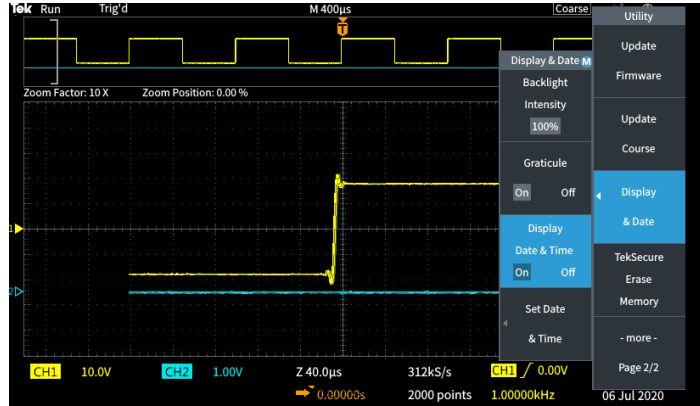 Tek Run Trig'd M 400µs Coarse
Zoom Factor: 10 X Zoom Position: 0.00 %
Display & Date M
Backlight
Intensity
100%
Graticule
On Off
Display
Date & Time
On Off
Set Date
& Time
Utility
Update
Firmware
Update
Course
Display
& Date
TekSecure
Erase
Memory
- more -
Page 2/2
T
1
2
CH1 10.0V CH2 1.00V Z 40.0µs 312kS/s CH1 0.00V
T 0.00000s 2000 points 1.00000kHz 06 Jul 2020